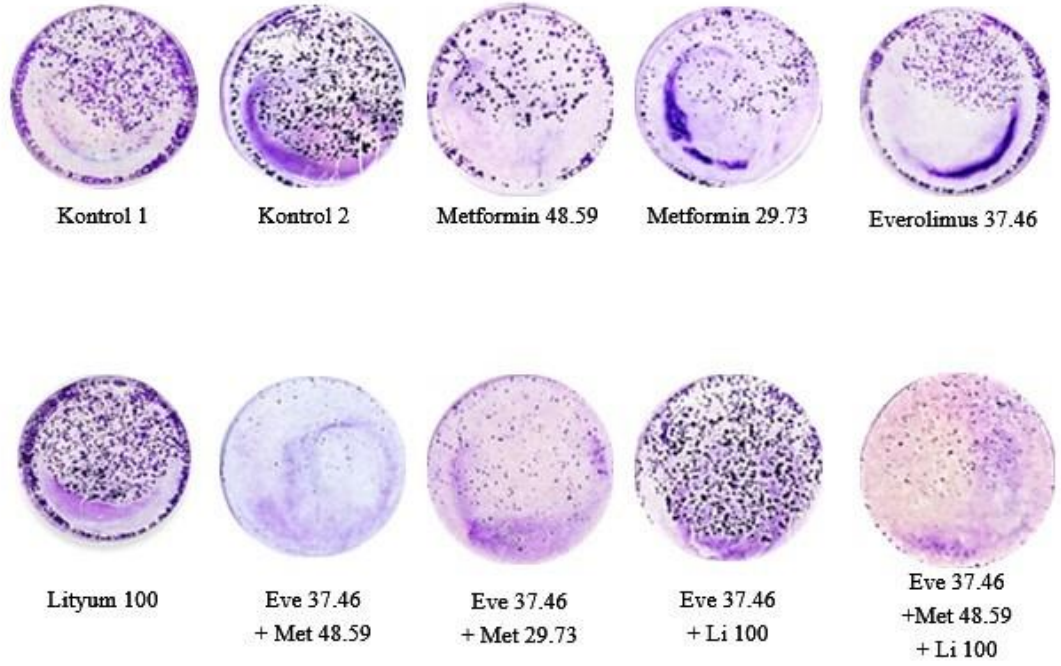 Kontrol 1
Kontrol 2
Metformin 48.59
Metformin 29.73
Everolimus 37.46
Lityum 100
Eve 37.46
+ Met 48.59
Eve 37.46
+ Met 29.73
Eve 37.46
+ Li 100
Eve 37.46
+Met 48.59
+ Li 100